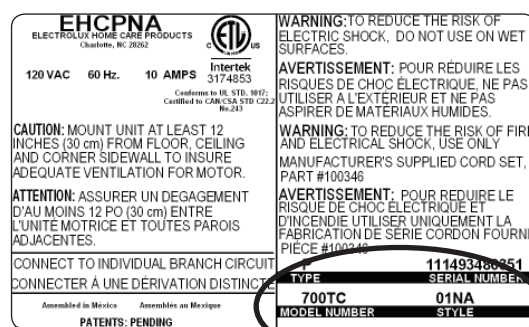 EHCPNA
ELECTROLUX HOME CARE PRODUCTS
Charlotte, NC 28262
C ETL US
Intertek
3174853
120 VAC 60 Hz. 10 AMPS
Conforms to UL STD. 1017;
Certified to CAN/CSA STD C22.2
No.243
CAUTION: MOUNT UNIT AT LEAST 12
INCHES (30 cm) FROM FLOOR, CEILING
AND CORNER SIDEWALL TO INSURE
ADEQUATE VENTILATION FOR MOTOR.
ATTENTION: ASSURER UN DEGAGEMENT
D'AU MOINS 12 PO (30 cm) ENTRE
L'UNITÉ MOTRICE ET TOUTES PAROIS
ADJACENTES.
CONNECT TO INDIVIDUAL BRANCH CIRCUIT
CONNECTER À UNE DÉRIVATION DISTINCTE
Assembled in México Assemblés au Mexique
PATENTS: PENDING
WARNING: TO REDUCE THE RISK OF
ELECTRIC SHOCK, DO NOT USE ON WET
SURFACES.
AVERTISSEMENT: POUR RÉDUIRE LES
RISQUES DE CHOC ÉLECTRIQUE, NE PAS
UTILISER A L'EXTÉRIEUR ET NE PAS
ASPIRER DE MATÉRIAUX HUMIDES.
WARNING: TO REDUCE THE RISK OF FIRE
AND ELECTRICAL SHOCK, USE ONLY
MANUFACTURER'S SUPPLIED CORD SET,
PART #100346
AVERTISSEMENT: POUR REDUIRE LE
RISQUE DE CHOC ÉLECTRIQUE ET
D'INCENDIE UTILISER UNIQUEMENT LA
FABRICATION DE SÉRIE CORDON FOURNI
PIÈCE
TYPE SERIAL NUMBER
700TC 01NA
MODEL NUMBER STYLE